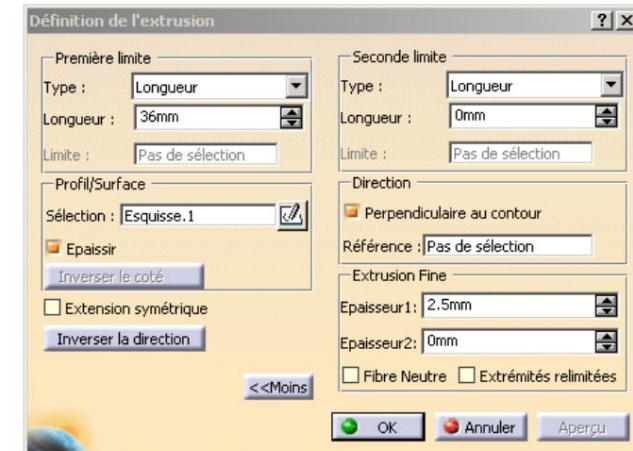 Définition de l'extrusion
Première limite
Type : Longueur
Longueur : 36mm
Limite : Pas de sélection
Profil/Surface
Sélection : Esquisse.1
Epaissir
Inverser le coté
Extension symétrique
Inverser la direction
<<Moins
Seconde limite
Type : Longueur
Longueur : 0mm
Limite : Pas de sélection
Direction
Perpendiculaire au contour
Référence : Pas de sélection
Extrusion Fine
Epaisseur1: 2.5mm
Epaisseur2: 0mm
Fibre Neutre Extrémités relimitées
OK Annuler Aperçu